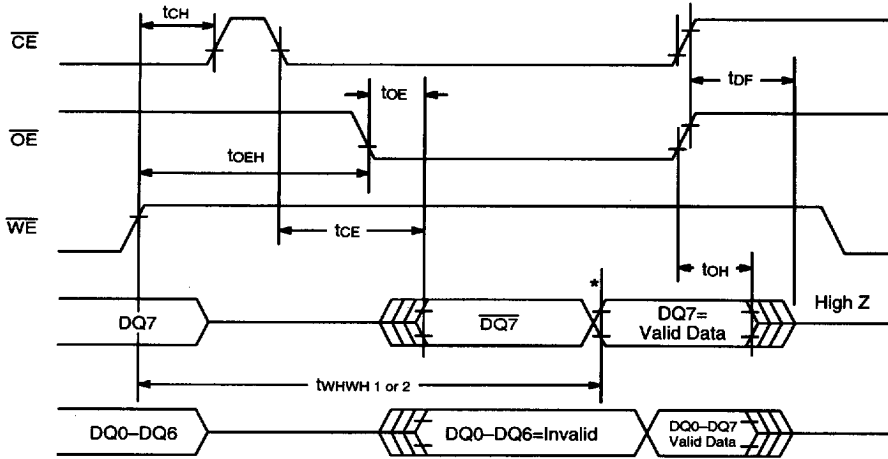 tCH
CE
tDF
tOE
OE
tOEH
WE
tCE
tOH
*
High Z
DQ7
DQ7
DQ7=
Valid Data
tWHWH 1 or 2
DQ0–DQ6
DQ0–DQ6=Invalid
DQ0–DQ7
Valid Data